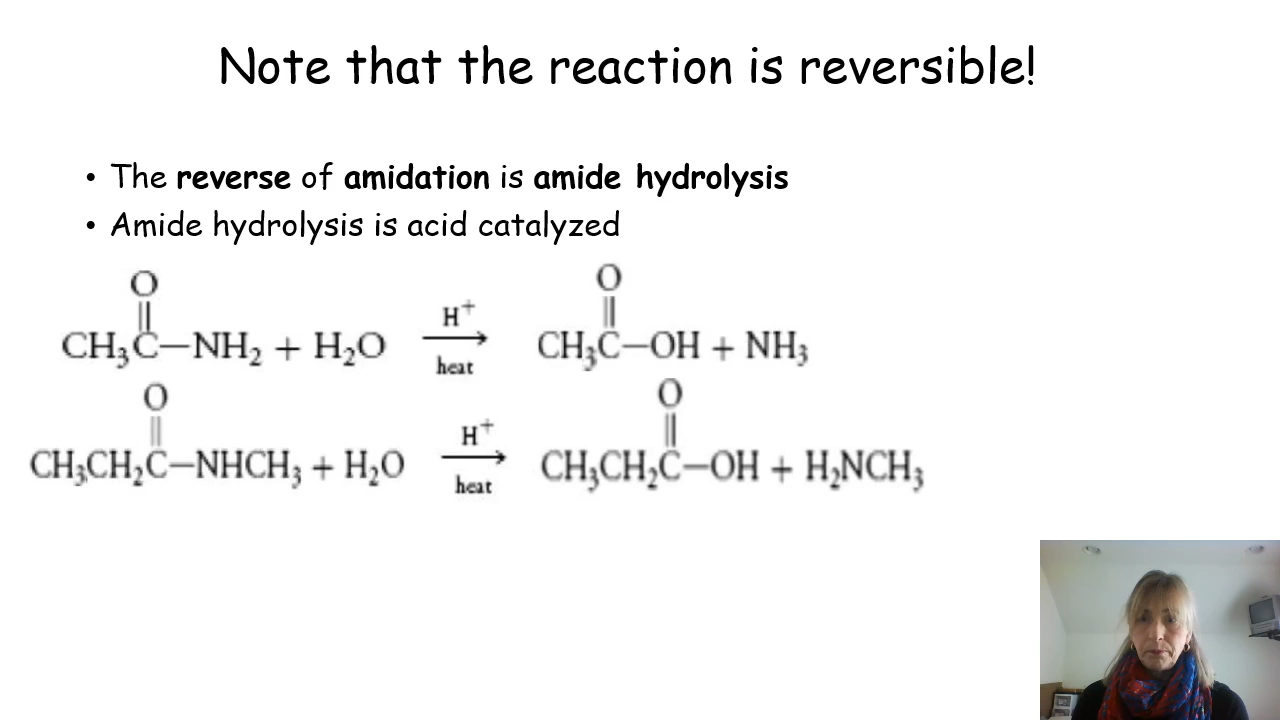 Note that the reaction is reversible!
• The reverse of amidation is amide hydrolysis
• Amide hydrolysis is acid catalyzed
O O
|| ||
CH₃C—NH₂ + H₂O H⁺ → heat CH₃C—OH + NH₃
O O
|| ||
CH₃CH₂C—NHCH₃ + H₂O H⁺ → heat CH₃CH₂C—OH + H₂NCH₃